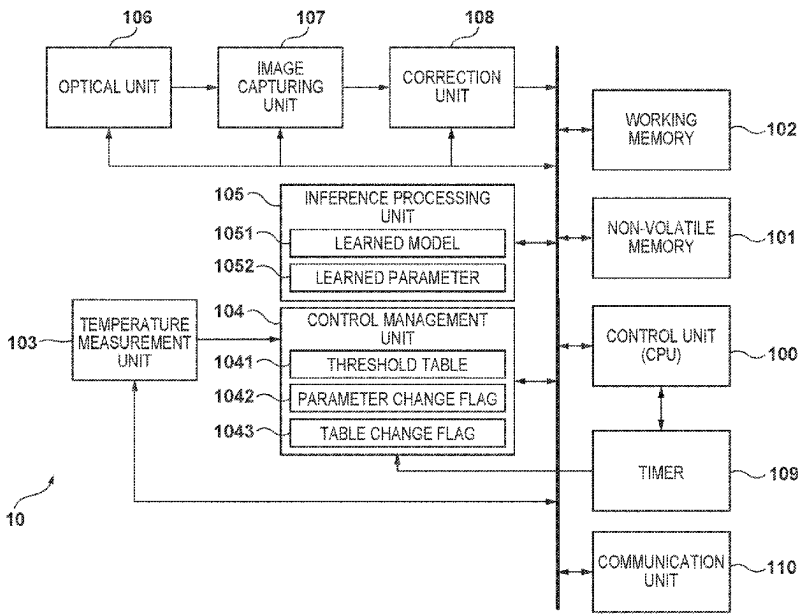 106
107
108
OPTICAL UNIT
IMAGE
CAPTURING
UNIT
CORRECTION
UNIT
WORKING
MEMORY
102
105
INFERENCE PROCESSING
UNIT
1051
LEARNED MODEL
1052
LEARNED PARAMETER
NON-VOLATILE
MEMORY
101
103
TEMPERATURE
MEASUREMENT
UNIT
104
CONTROL MANAGEMENT
UNIT
1041
THRESHOLD TABLE
1042
PARAMETER CHANGE FLAG
1043
TABLE CHANGE FLAG
CONTROL UNIT
(CPU)
100
TIMER
109
10
COMMUNICATION
UNIT
110